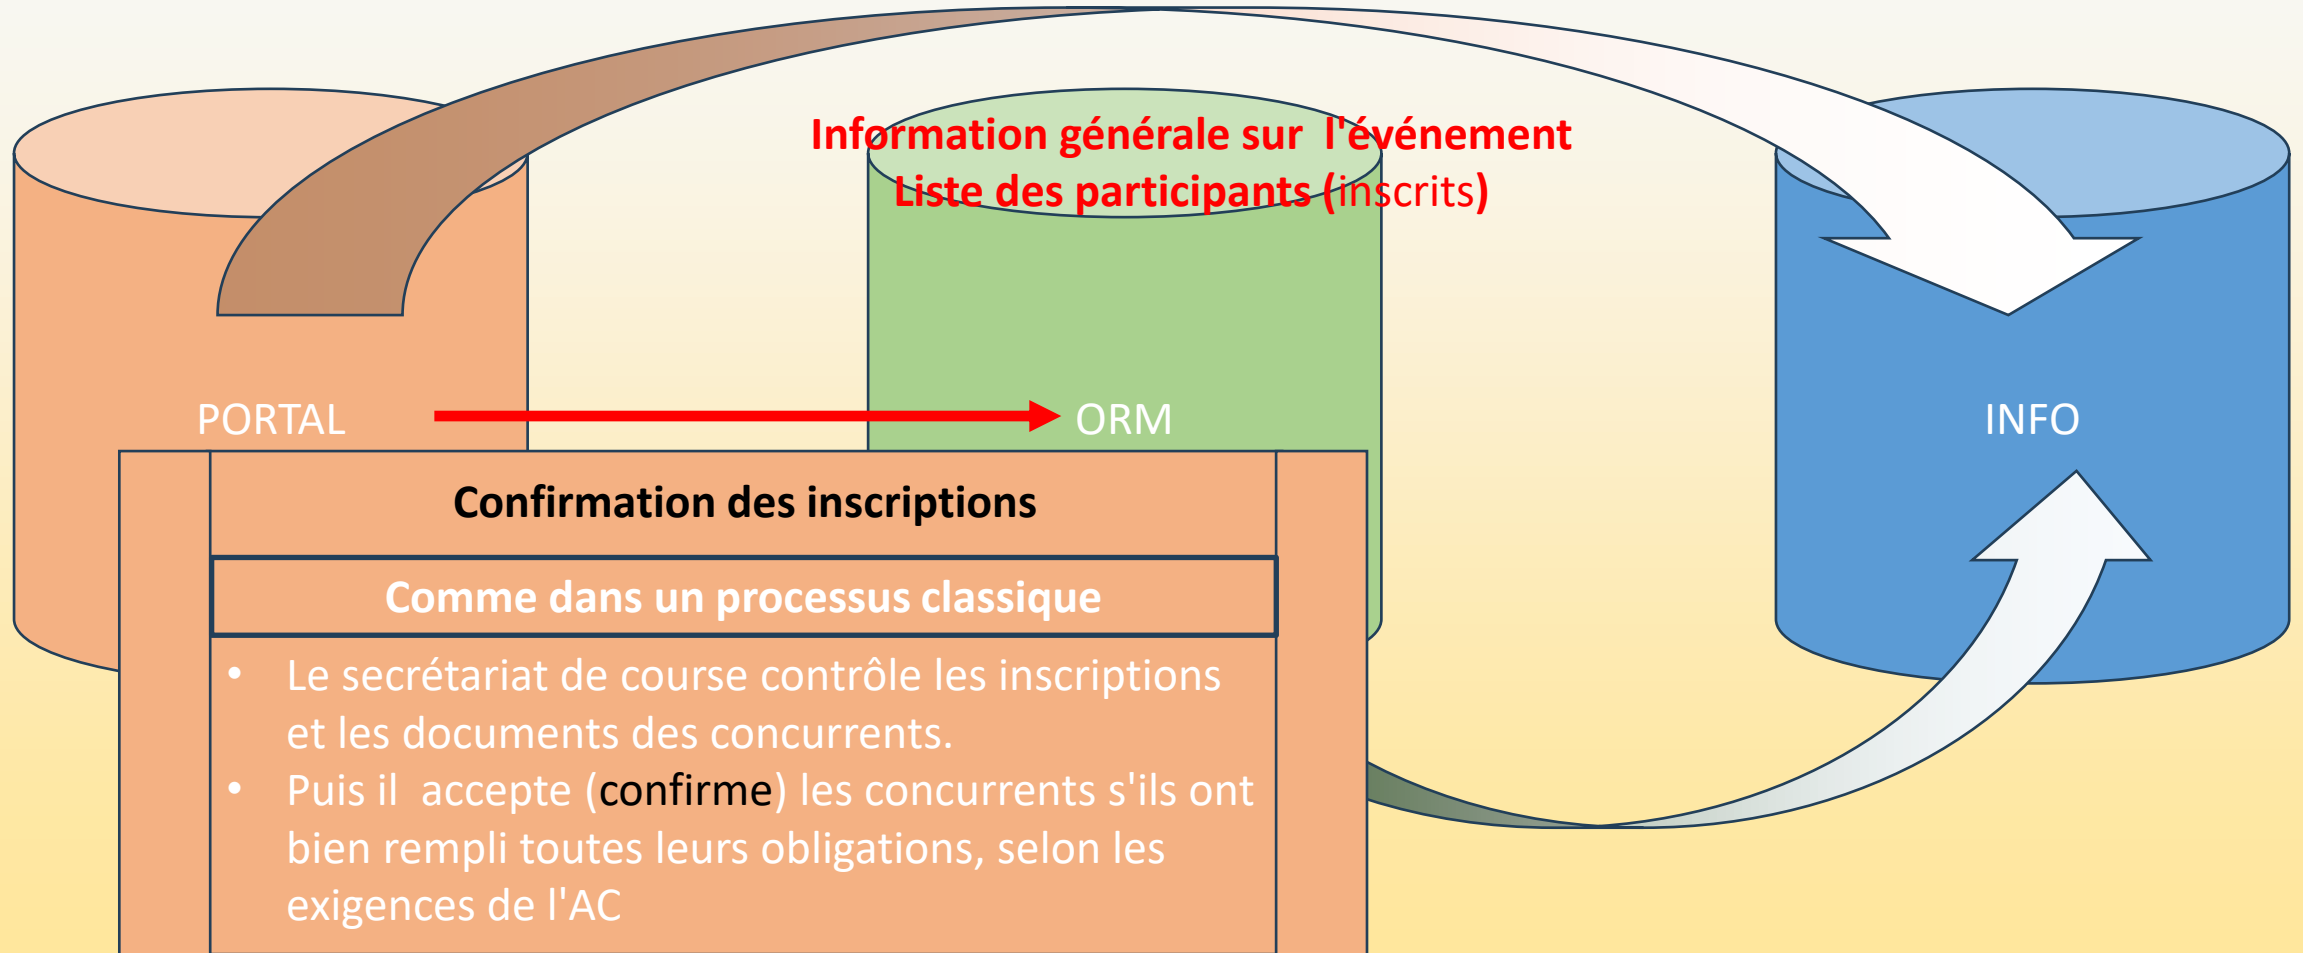 Information générale sur  l'événement
Liste des participants (inscrits)
PORTAL
ORM
INFO
Confirmation des inscriptions
Comme dans un processus classique
• Le secrétariat de course contrôle les inscriptions
et les documents des concurrents.
• Puis il  accepte (confirme) les concurrents s'ils ont
bien rempli toutes leurs obligations, selon les
exigences de l'AC